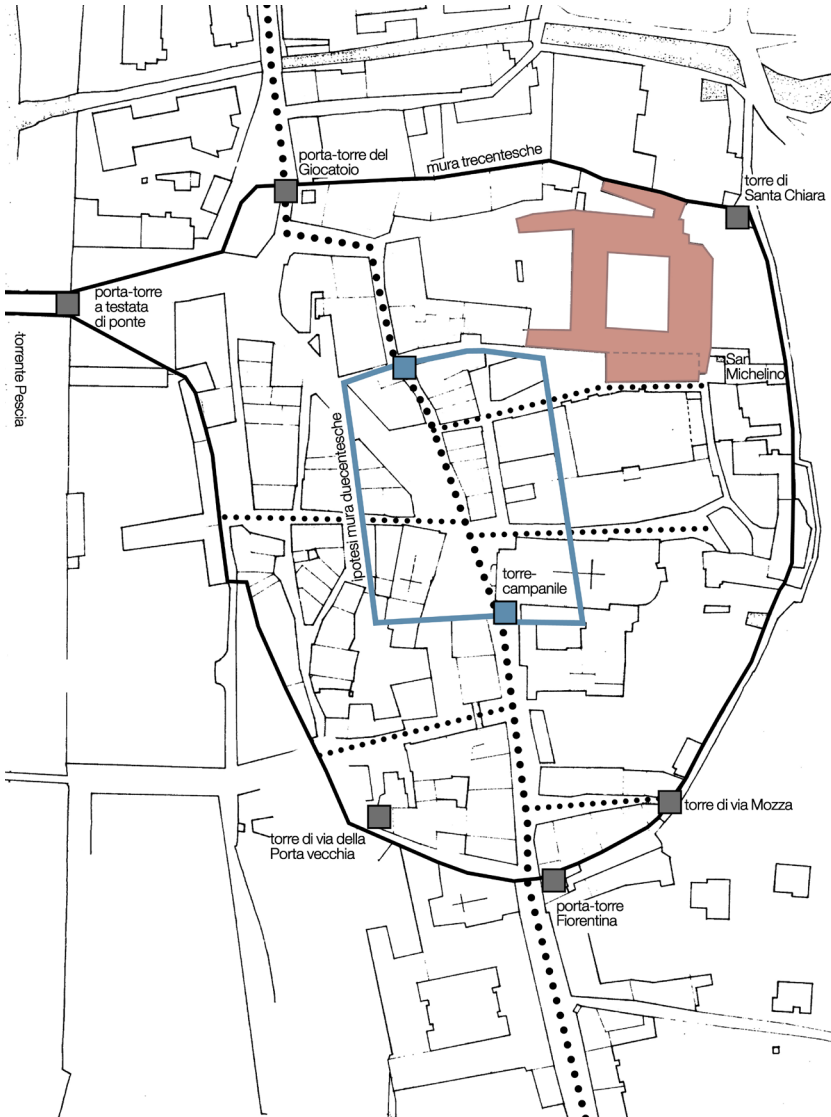 porta-torre del
Giocatoio
mura trecentesche
torre di
Santa Chiara
porta-torre
a testata
di ponte
-torrente Pescia
San
Michelino
ipotesi mura duecentesche
torre-
campanile
torre di via Mozza
torre di via della
Porta vecchia
porta-torre
Fiorentina